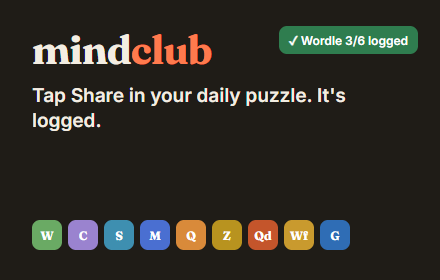 mindclub
✓ Wordle 3/6 logged
Tap Share in your daily puzzle. It's
logged.
W C S M Q Z Qd Wf G